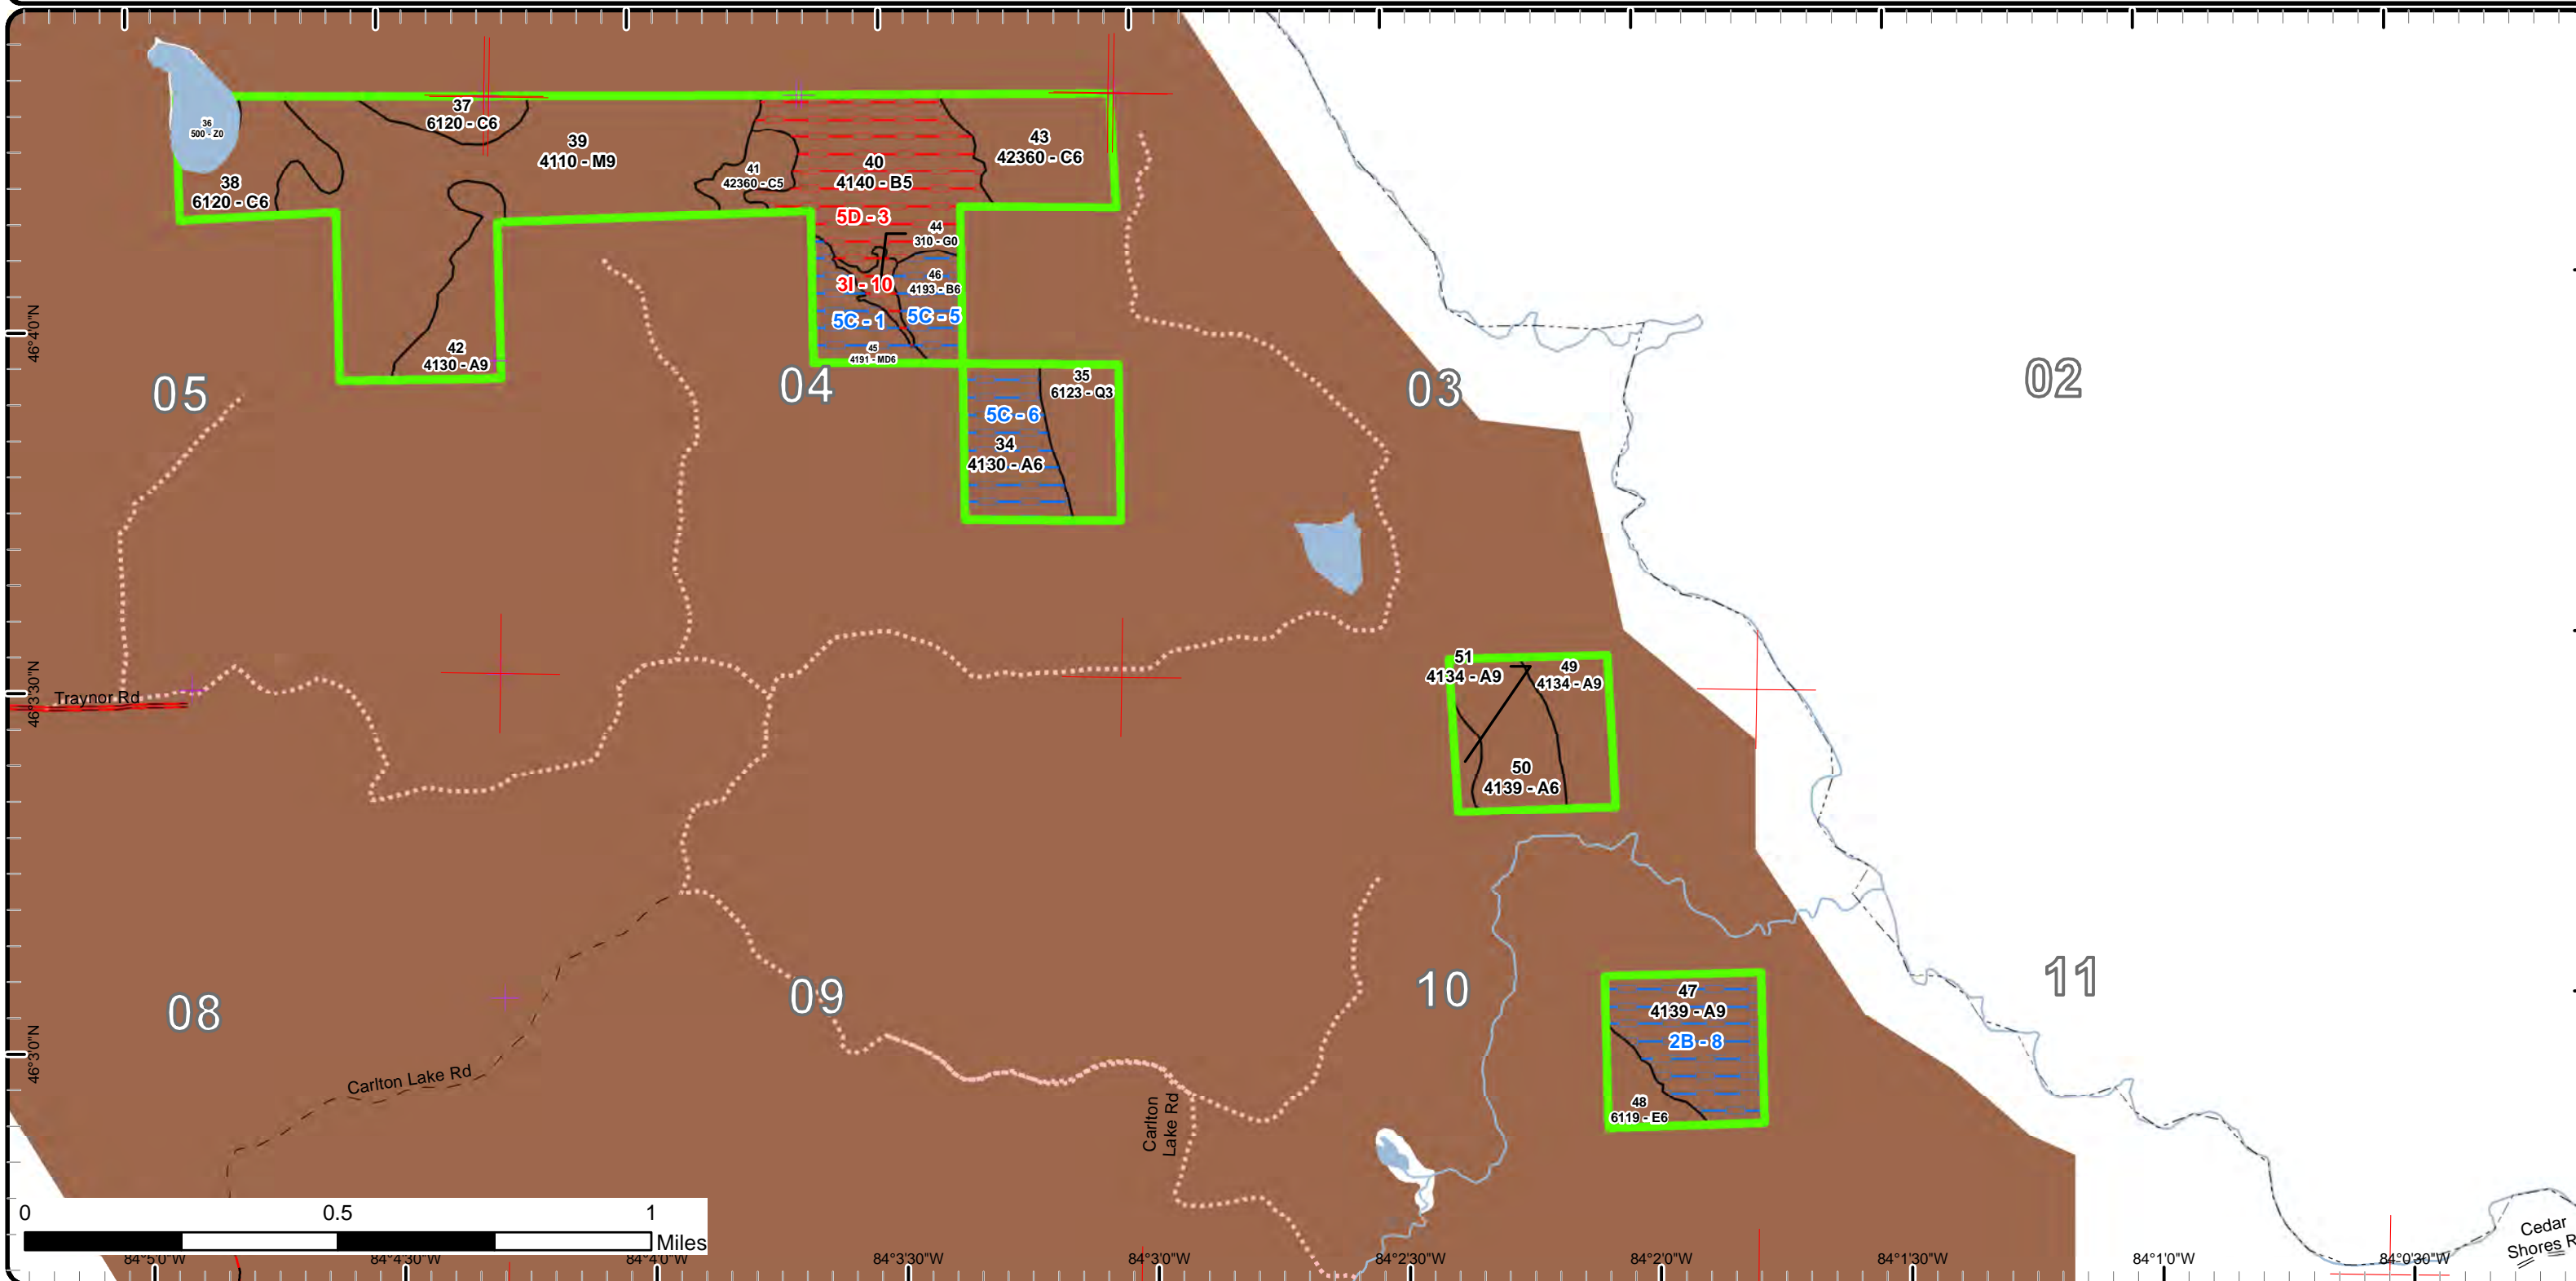 36
500 - Z0
37
6120 - C6
38
6120 - C6
39
4110 - M9
41
42360 - C5
40
4140 - B5
43
42360 - C6
5D - 3
44
310 - G0
3I - 10
46
4193 - B6
5C - 1
5C - 5
45
4191 - MD6
42
4130 - A9
46°4'0"N
05
04
03
02
35
6123 - Q3
5C - 6
34
4130 - A6
46°3'30"N
Traynor Rd
51
4134 - A9
49
4134 - A9
50
4139 - A6
08
09
10
11
47
4139 - A9
2B - 8
48
6119 - E6
46°3'0"N
Carlton Lake Rd
Carlton
Lake Rd
Cedar
Shores R
0 0.5 1
Miles
84°5'0"W 84°4'30"W 84°4'0"W 84°3'30"W 84°3'0"W 84°2'30"W 84°2'0"W 84°1'30"W 84°1'0"W 84°0'30"W